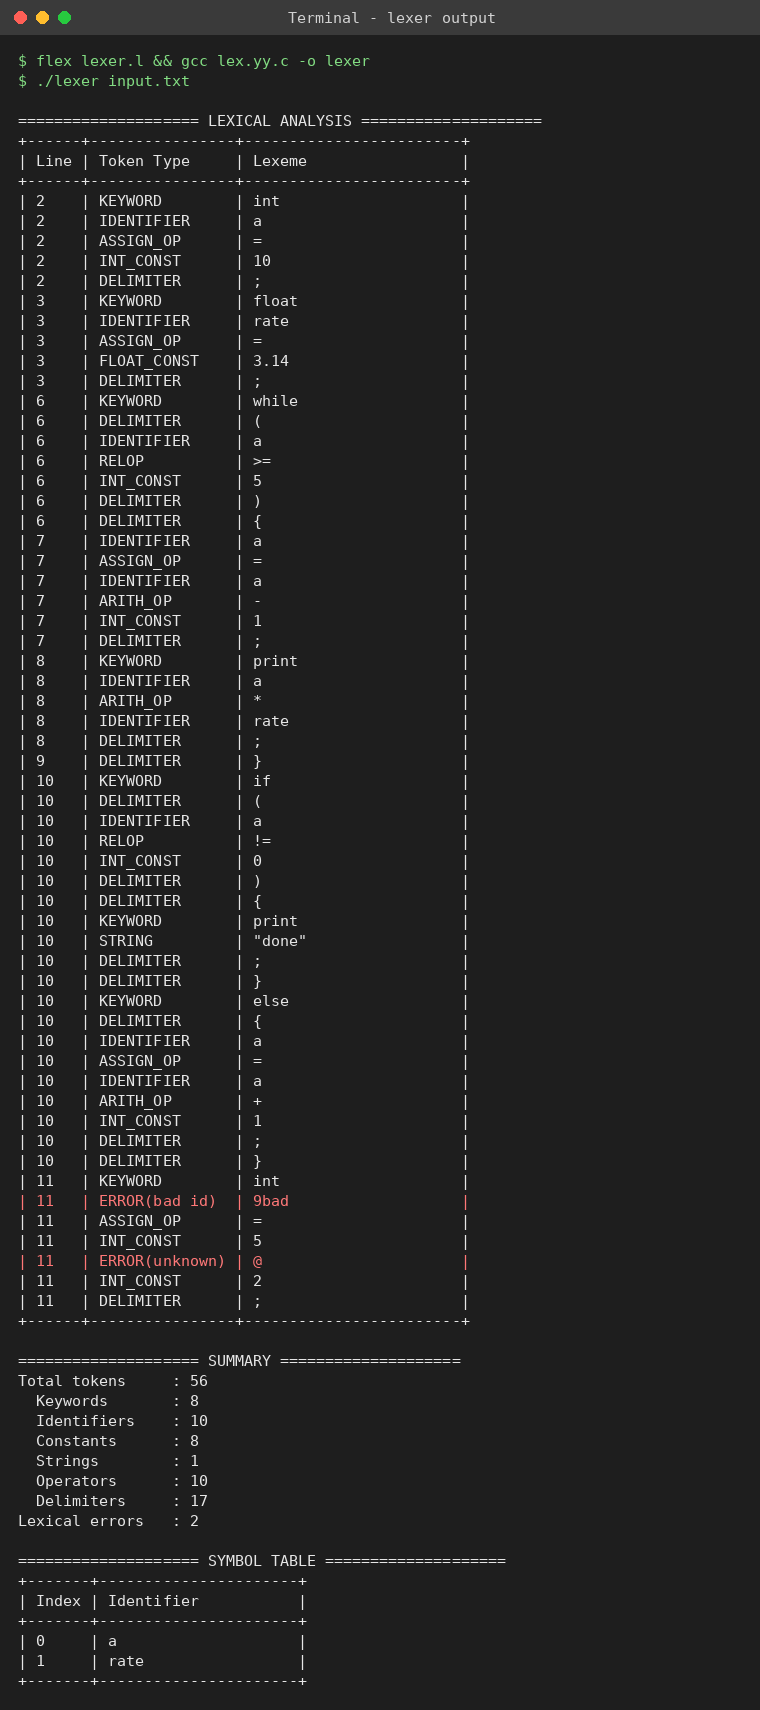 Terminal - lexer output
$ flex lexer.l && gcc lex.yy.c -o lexer
$ ./lexer input.txt
==================== LEXICAL ANALYSIS ====================
+------+----------------+------------------------+
| Line | Token Type     | Lexeme                 |
+------+----------------+------------------------+
| 2    | KEYWORD        | int                    |
| 2    | IDENTIFIER     | a                      |
| 2    | ASSIGN_OP      | =                      |
| 2    | INT_CONST      | 10                     |
| 2    | DELIMITER      | ;                      |
| 3    | KEYWORD        | float                  |
| 3    | IDENTIFIER     | rate                   |
| 3    | ASSIGN_OP      | =                      |
| 3    | FLOAT_CONST    | 3.14                   |
| 3    | DELIMITER      | ;                      |
| 6    | KEYWORD        | while                  |
| 6    | DELIMITER      | (                      |
| 6    | IDENTIFIER     | a                      |
| 6    | RELOP          | >=                     |
| 6    | INT_CONST      | 5                      |
| 6    | DELIMITER      | )                      |
| 6    | DELIMITER      | {                      |
| 7    | IDENTIFIER     | a                      |
| 7    | ASSIGN_OP      | =                      |
| 7    | IDENTIFIER     | a                      |
| 7    | ARITH_OP       | -                      |
| 7    | INT_CONST      | 1                      |
| 7    | DELIMITER      | ;                      |
| 8    | KEYWORD        | print                  |
| 8    | IDENTIFIER     | a                      |
| 8    | ARITH_OP       | *                      |
| 8    | IDENTIFIER     | rate                   |
| 8    | DELIMITER      | ;                      |
| 9    | DELIMITER      | }                      |
| 10   | KEYWORD        | if                     |
| 10   | DELIMITER      | (                      |
| 10   | IDENTIFIER     | a                      |
| 10   | RELOP          | !=                     |
| 10   | INT_CONST      | 0                      |
| 10   | DELIMITER      | )                      |
| 10   | DELIMITER      | {                      |
| 10   | KEYWORD        | print                  |
| 10   | STRING         | "done"                 |
| 10   | DELIMITER      | ;                      |
| 10   | DELIMITER      | }                      |
| 10   | KEYWORD        | else                   |
| 10   | DELIMITER      | {                      |
| 10   | IDENTIFIER     | a                      |
| 10   | ASSIGN_OP      | =                      |
| 10   | IDENTIFIER     | a                      |
| 10   | ARITH_OP       | +                      |
| 10   | INT_CONST      | 1                      |
| 10   | DELIMITER      | ;                      |
| 10   | DELIMITER      | }                      |
| 11   | KEYWORD        | int                    |
| 11   | ERROR(bad id)  | 9bad                   |
| 11   | ASSIGN_OP      | =                      |
| 11   | INT_CONST      | 5                      |
| 11   | ERROR(unknown) | @                      |
| 11   | INT_CONST      | 2                      |
| 11   | DELIMITER      | ;                      |
+------+----------------+------------------------+
==================== SUMMARY ====================
Total tokens     : 56
  Keywords       : 8
  Identifiers    : 10
  Constants      : 8
  Strings        : 1
  Operators      : 10
  Delimiters     : 17
Lexical errors   : 2
==================== SYMBOL TABLE ====================
+-------+----------------------+
| Index | Identifier           |
+-------+----------------------+
| 0     | a                    |
| 1     | rate                 |
+-------+----------------------+